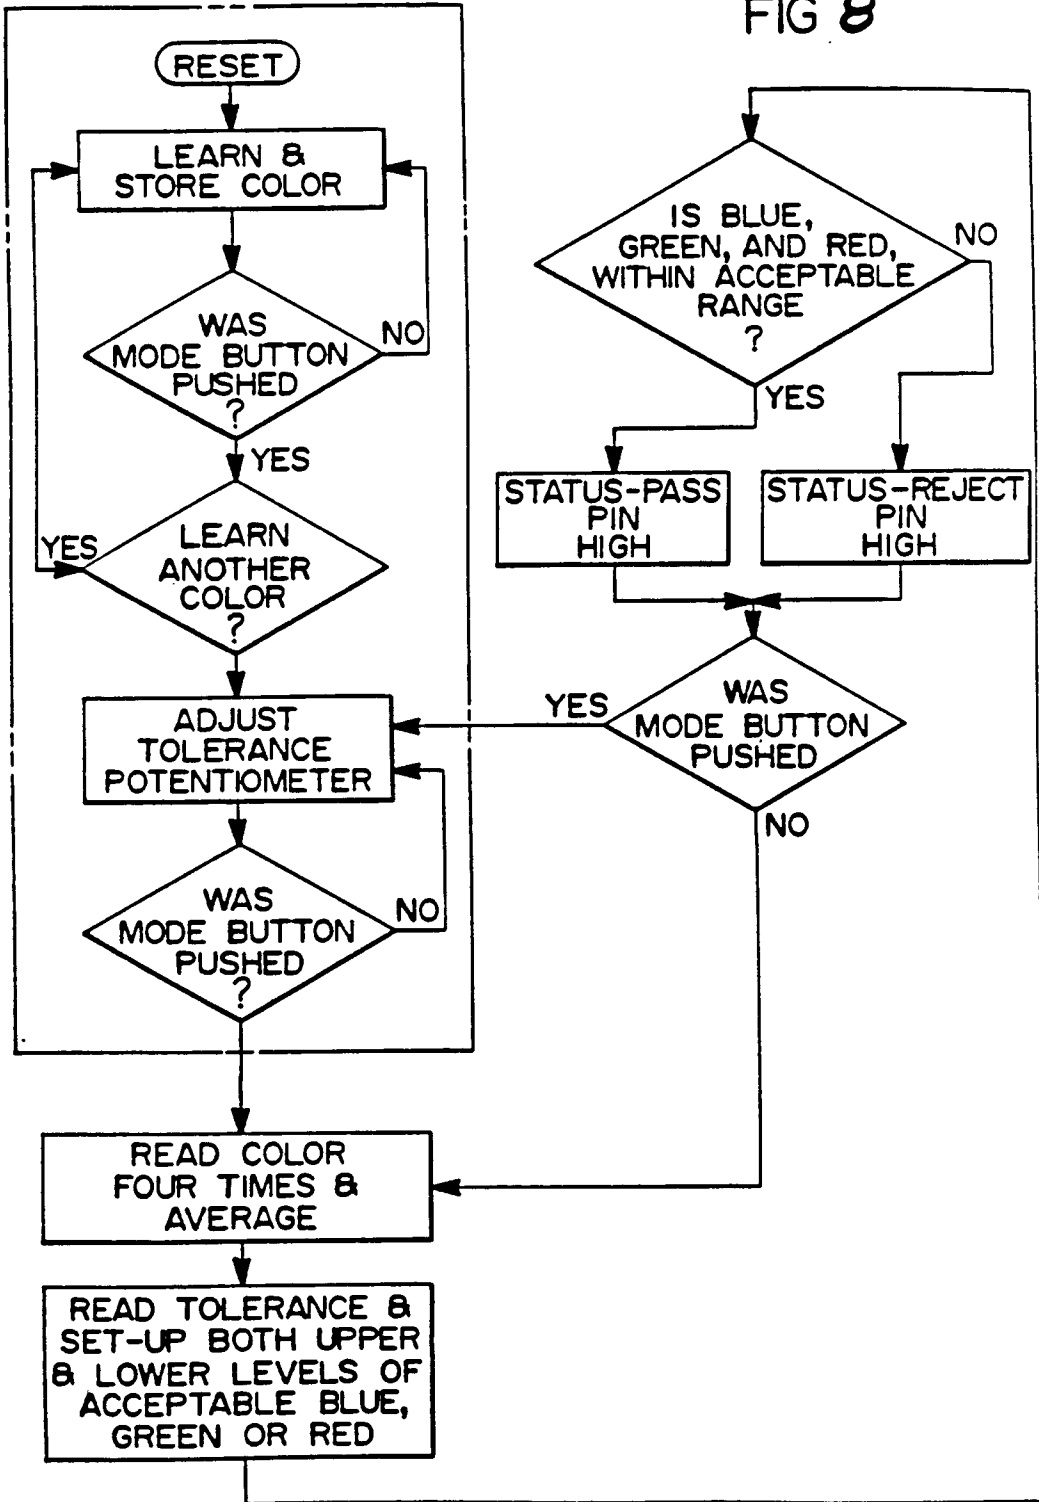 FIG 8
RESET
LEARN &
STORE COLOR
WAS
MODE BUTTON
PUSHED
?
NO
YES
LEARN
ANOTHER
COLOR
?
YES
ADJUST
TOLERANCE
POTENTIOMETER
WAS
MODE BUTTON
PUSHED
?
NO
READ COLOR
FOUR TIMES &
AVERAGE
READ TOLERANCE &
SET-UP BOTH UPPER
& LOWER LEVELS OF
ACCEPTABLE BLUE,
GREEN OR RED
IS BLUE,
GREEN, AND RED,
WITHIN ACCEPTABLE
RANGE
?
NO
YES
STATUS-PASS
PIN
HIGH
STATUS-REJECT
PIN
HIGH
WAS
MODE BUTTON
PUSHED
YES
NO